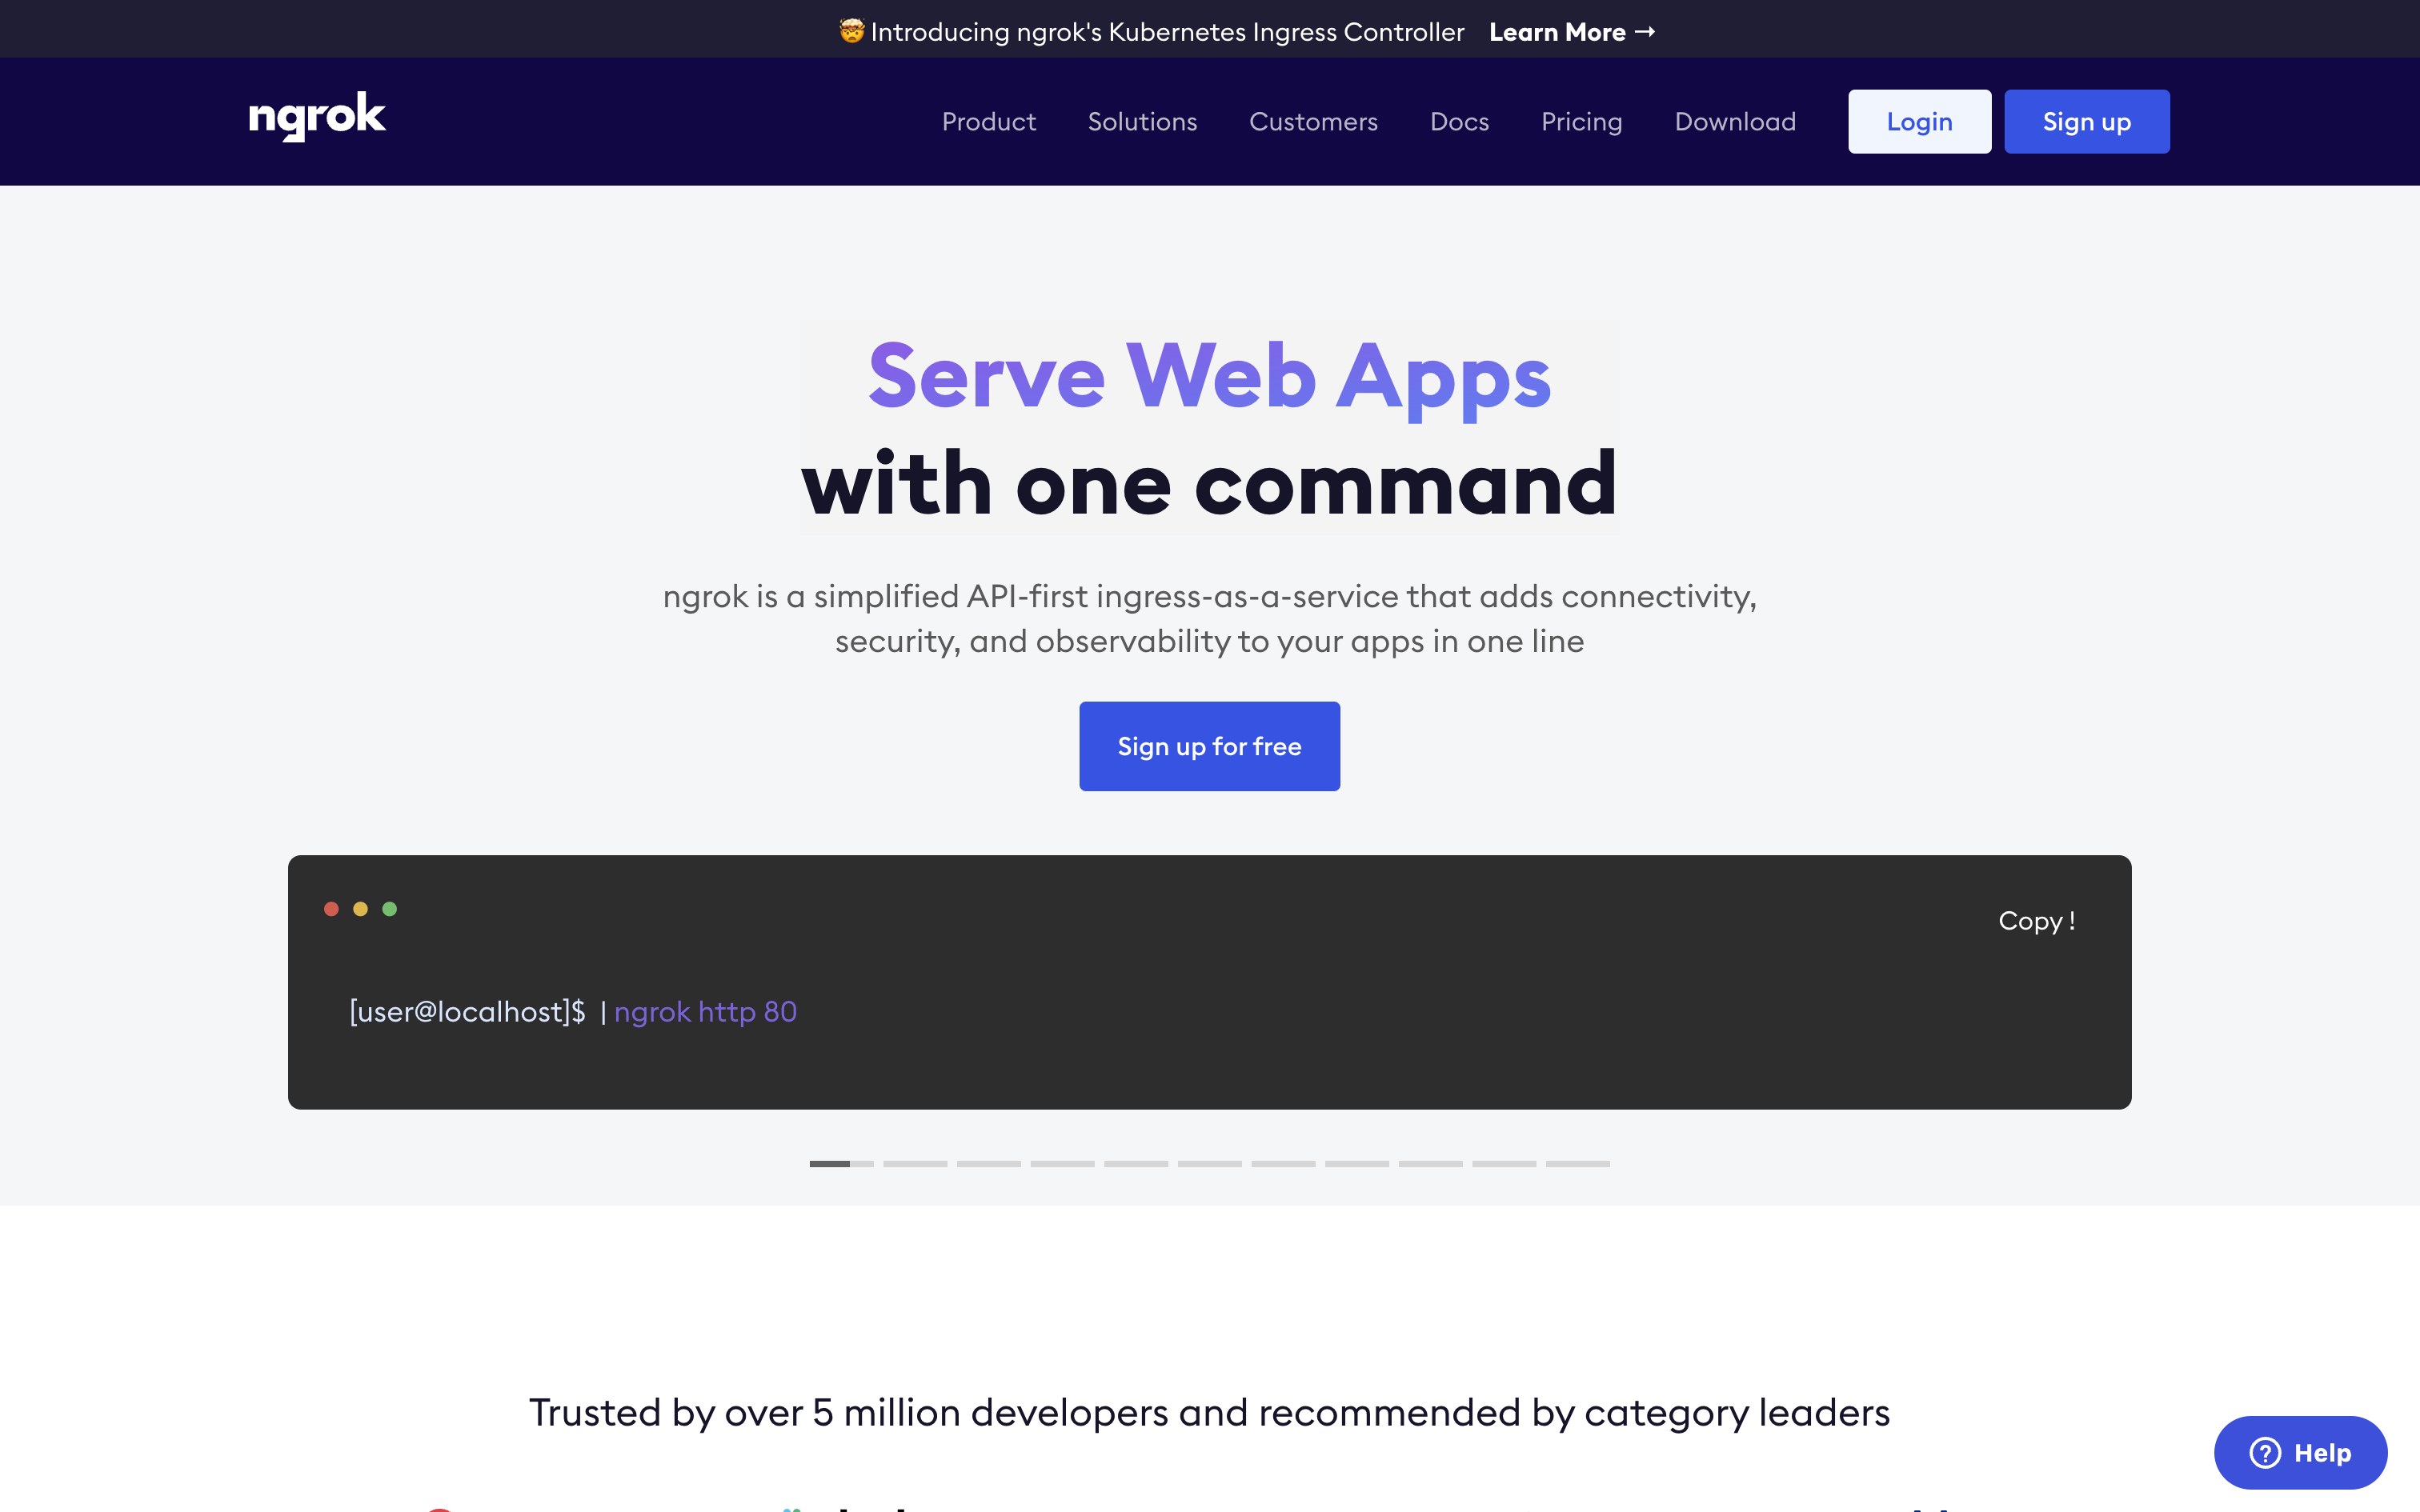 🤯 Introducing ngrok's Kubernetes Ingress Controller Learn More →
ngrok
Product Solutions Customers Docs Pricing Download Login Sign up
Serve Web Apps
with one command
ngrok is a simplified API-first ingress-as-a-service that adds connectivity,
security, and observability to your apps in one line
Sign up for free
Copy !
[user@localhost]$ | ngrok http 80
Trusted by over 5 million developers and recommended by category leaders
Help